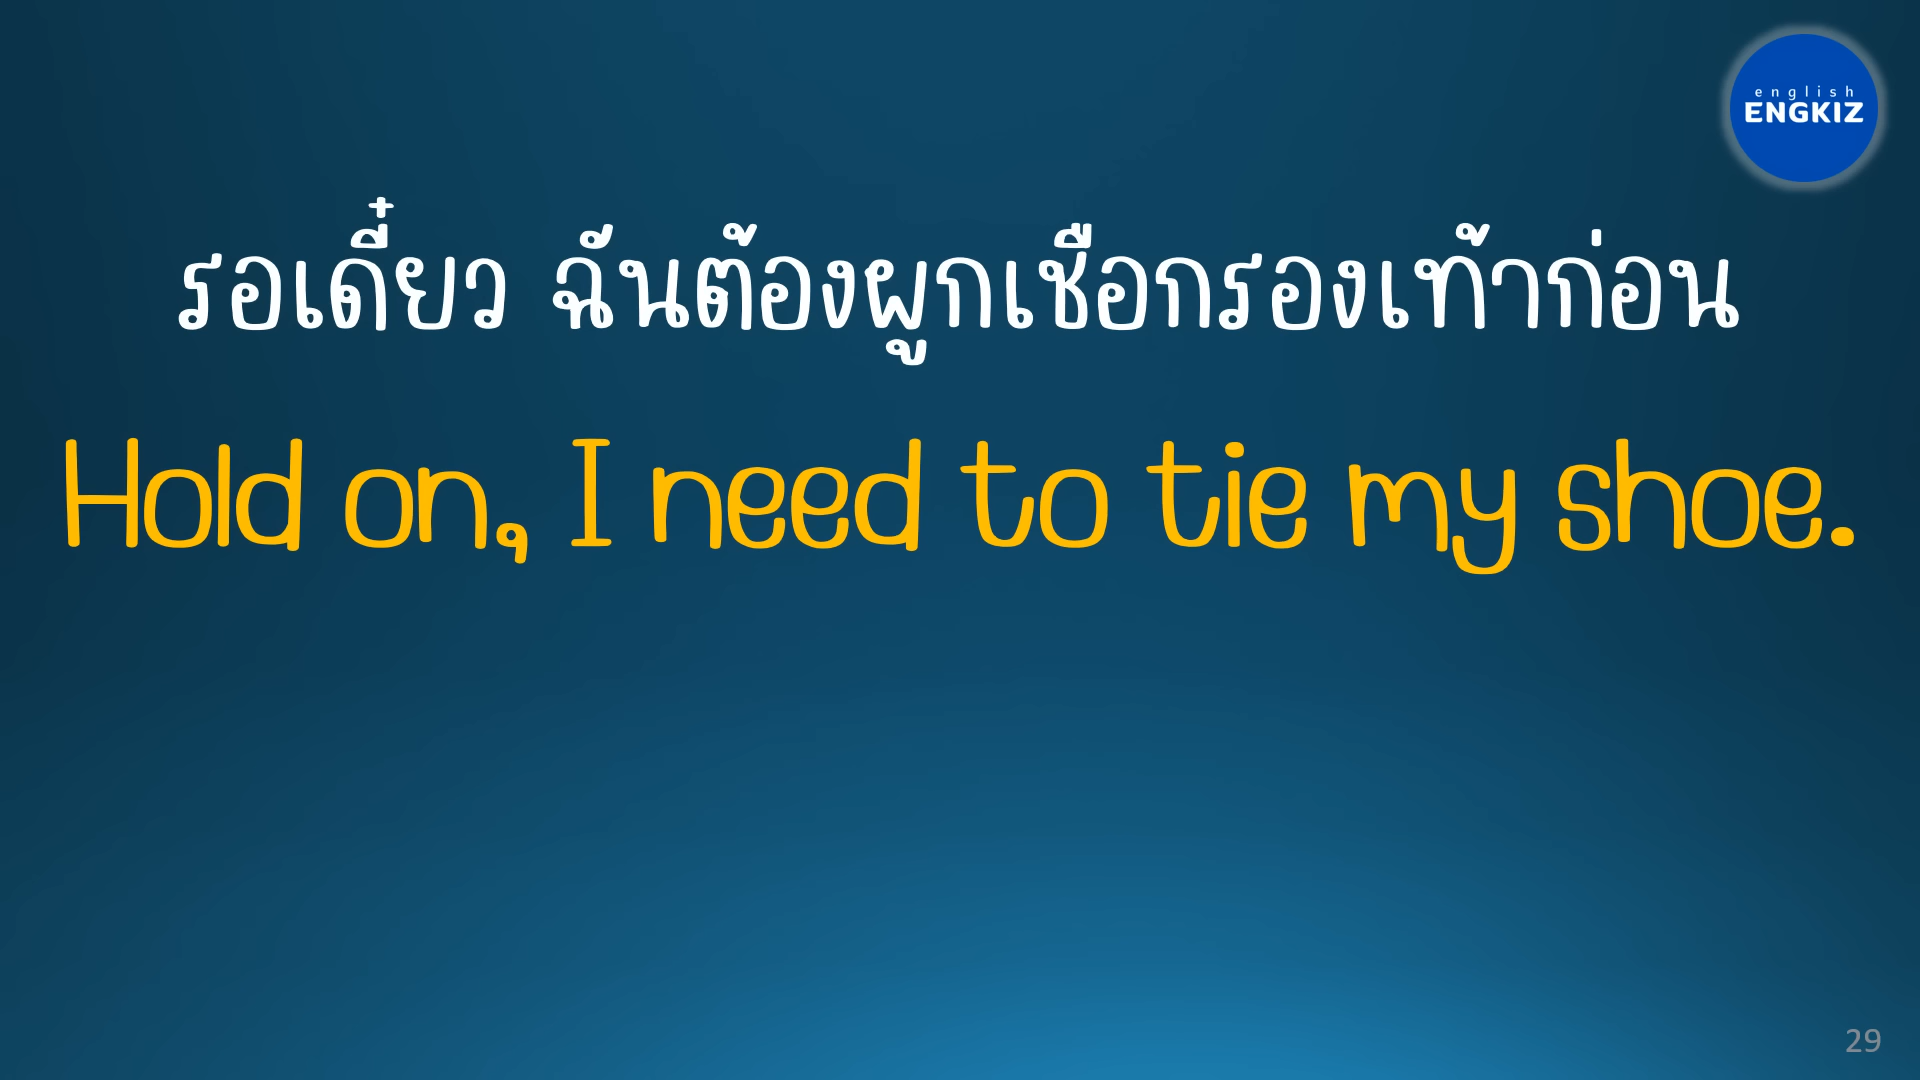 english
ENGKIZ
รอเดี๋ยว ฉันต้องผูกเชือกรองเท้าก่อน
Hold on, I need to tie my shoe.
29